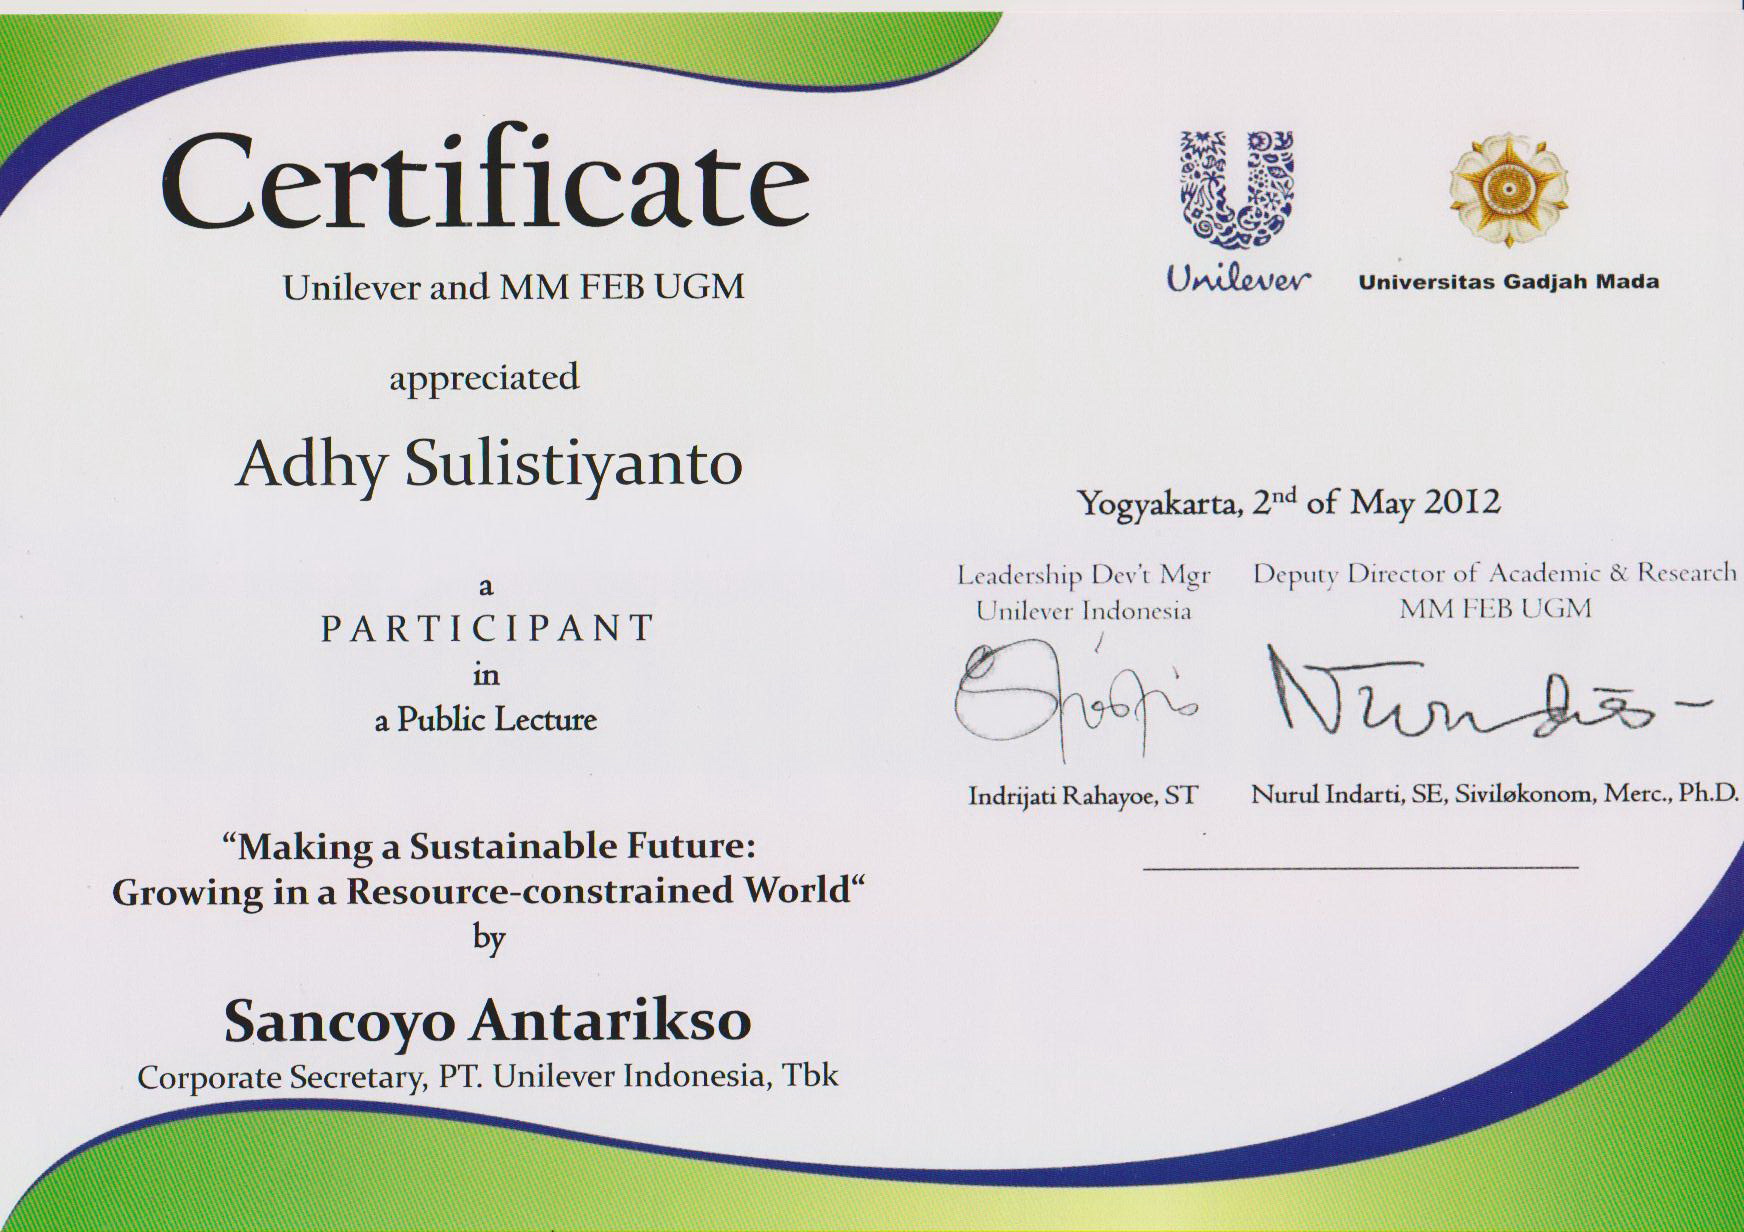 Certificate
Unilever and MM FEB UGM
appreciated
Adhy Sulistiyanto
a
PARTICIPANT
in
a Public Lecture
“Making a Sustainable Future:
Growing in a Resource-constrained World“
by
Sancoyo Antarikso
Corporate Secretary, PT. Unilever Indonesia, Tbk
Unilever
Universitas Gadjah Mada
Yogyakarta, 2nd of May 2012
Leadership Dev't Mgr
Unilever Indonesia
Indrijati Rahayoe, ST
Deputy Director of Academic & Research
MM FEB UGM
Nurul Indarti, SE, Siviløkonom, Merc., Ph.D.